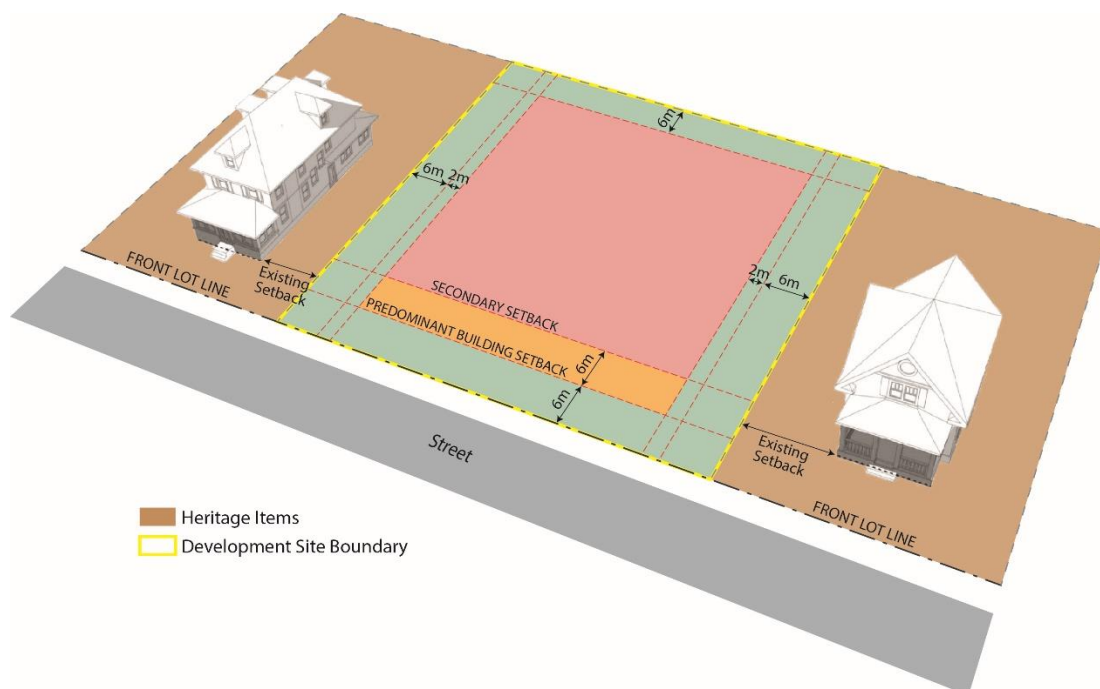 6m
6m
2m
2m
6m
FRONT LOT LINE
Existing
Setback
SECONDARY SETBACK
PREDOMINANT BUILDING SETBACK
6m
6m
Existing
Setback
FRONT LOT LINE
Street
Heritage Items
Development Site Boundary